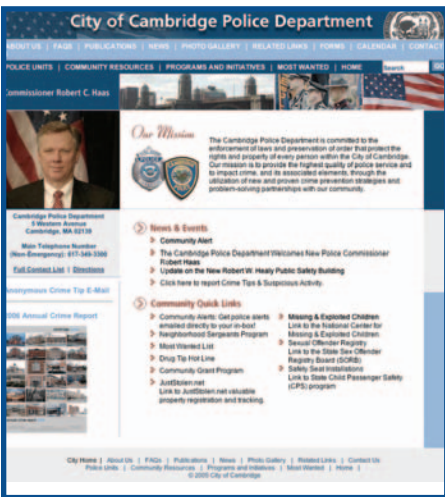 City of Cambridge Police Department
ABOUT US | FAQS | PUBLICATIONS | NEWS | PHOTO GALLERY | RELATED LINKS | FORMS | CALENDAR | CONTACT
POLICE UNITS | COMMUNITY RESOURCES | PROGRAMS AND INITIATIVES | MOST WANTED | HOME
Search
GO
Commissioner Robert C. Haas
Our Mission
The Cambridge Police Department is committed to the
enforcement of laws and preservation of order that protect the
rights and property of every person within the City of Cambridge.
Our mission is to provide the highest quality of police service and
to impact crime, and its associated elements, through the
utilization of new and proven crime prevention strategies and
problem-solving partnerships with our community.
Cambridge Police Department
5 Western Avenue
Cambridge, MA 02139
Main Telephone Number
(Non-Emergency): 617-349-3300
Full Contact List | Directions
Anonymous Crime Tip E-Mail
2006 Annual Crime Report
News & Events
Community Alert
The Cambridge Police Department Welcomes New Police Commissioner
Robert Haas
Update on the New Robert W. Healy Public Safety Building
Click here to report Crime Tips & Suspicious Activity.
Community Quick Links
Community Alerts: Get police alerts
emailed directly to your in-box!
Neighborhood Sergeants Program
Most Wanted List
Drug Tip Hot Line
Community Grant Program
JustStolen.net
Link to JustStolen.net valuable
property registration and tracking.
Missing & Exploited Children
Link to the National Center for
Missing & Exploited Children
Sexual Offender Registry
Link to the State Sex Offender
Registry Board (SORB)
Safety Seat Installations
Link to State Child Passenger Safety
(CPS) program
City Home | About Us | FAQs | Publications | News | Photo Gallery | Related Links | Contact Us
Police Units | Community Resources | Programs and Initiatives | Most Wanted | Home |
© 2005 City of Cambridge